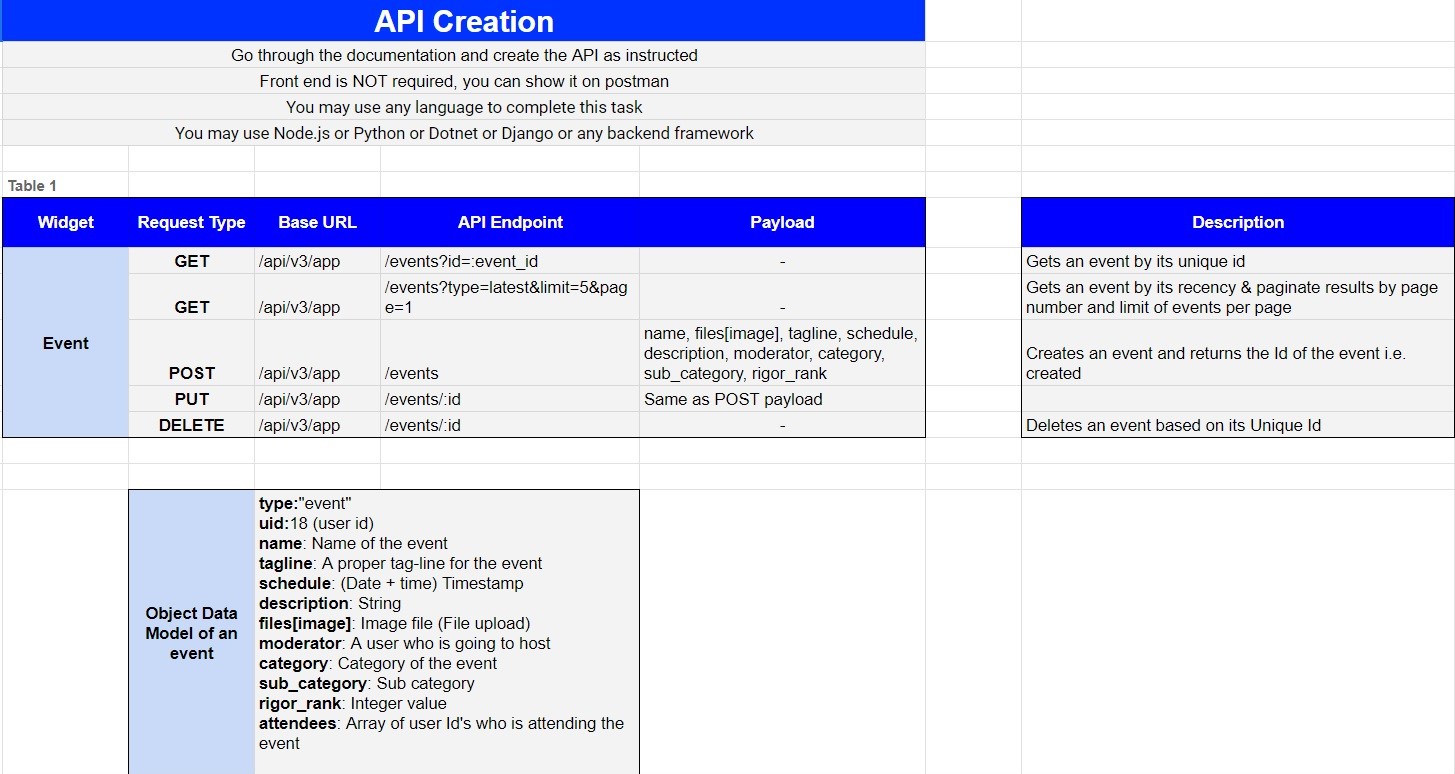 API Creation
Go through the documentation and create the API as instructed
Front end is NOT required, you can show it on postman
You may use any language to complete this task
You may use Node.js or Python or Dotnet or Django or any backend framework
Table 1
Widget Request Type Base URL API Endpoint Payload Description
GET /api/v3/app /events?id=:event_id - Gets an event by its unique id
/events?type=latest&limit=5&pag Gets an event by its recency & paginate results by page
GET /api/v3/app e=1 - number and limit of events per page
name, files[image], tagline, schedule,
Event
description, moderator, category, Creates an event and returns the Id of the event i.e.
POST /api/v3/app /events sub_category, rigor_rank created
PUT /api/v3/app /events/:id Same as POST payload
DELETE /api/v3/app /events/:id - Deletes an event based on its Unique Id
type:"event"
uid:18 (user id)
name: Name of the event
tagline: A proper tag-line for the event
schedule: (Date + time) Timestamp
description: String
Object Data
Model of an
event
files[image]: Image file (File upload)
moderator: A user who is going to host
category: Category of the event
sub_category: Sub category
rigor_rank: Integer value
attendees: Array of user Id's who is attending the
event